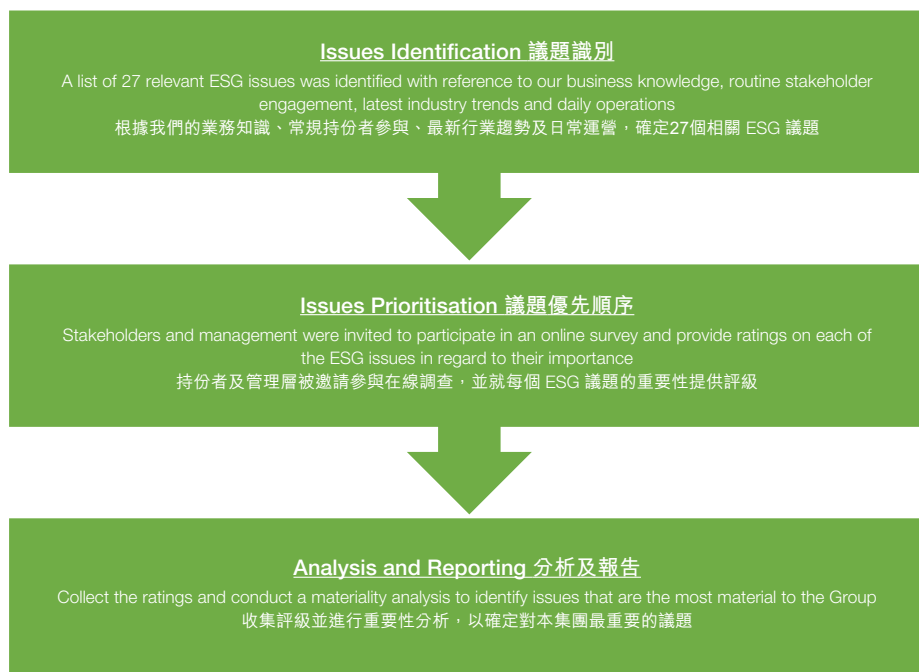 Issues Identification 議題識別
A list of 27 relevant ESG issues was identified with reference to our business knowledge, routine stakeholder
engagement, latest industry trends and daily operations
根據我們的業務知識、常規持份者參與、最新行業趨勢及日常運營，確定27個相關 ESG 議題
Issues Prioritisation 議題優先順序
Stakeholders and management were invited to participate in an online survey and provide ratings on each of
the ESG issues in regard to their importance
持份者及管理層被邀請參與在線調查，並就每個 ESG 議題的重要性提供評級
Analysis and Reporting 分析及報告
Collect the ratings and conduct a materiality analysis to identify issues that are the most material to the Group
收集評級並進行重要性分析，以確定對本集團最重要的議題